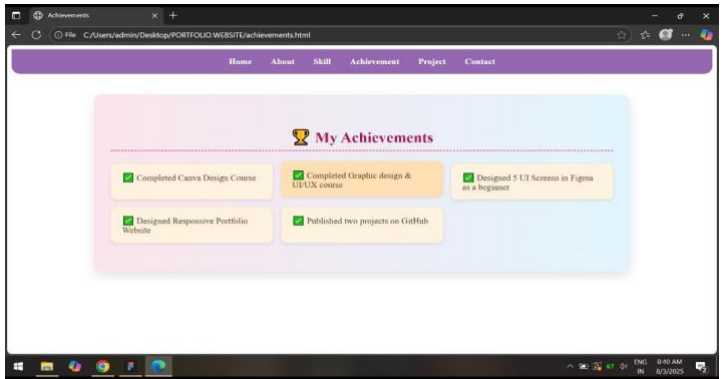 Achievements
File C:/Users/admin/Desktop/PORTFOLIO.WEBSITE/achievements.html
Home About Skill Achievement Project Contact
🏆 My Achievements
✅ Completed Canva Design Course
✅ Completed Graphic design &
UI/UX course
✅ Designed 5 UI Screens in Figma
as a beginner
✅ Designed Responsive Portfolio
Website
✅ Published two projects on GitHub
ENG 8:40 AM
67
IN 8/3/2025